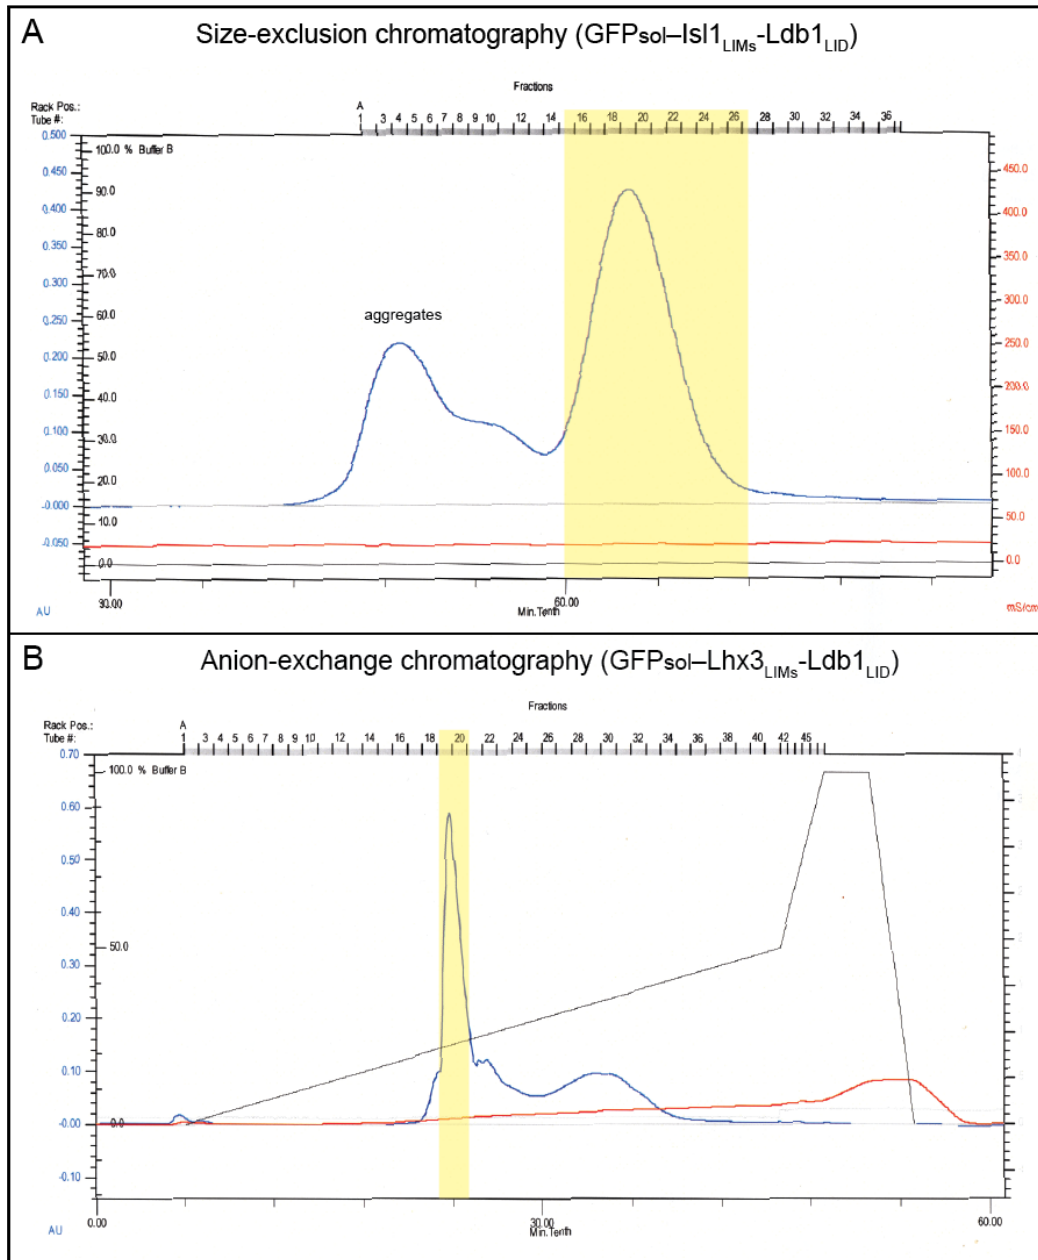 A
Size-exclusion chromatography (GFPsol–Isl1LIMs-Ldb1LID)
Fractions
Rack Pos.: A
Tube #: 1 3 4 5 6 7 8 9 10 12 14 16 18 20 22 24 26 28 30 32 34 36
0.500
100.0 % Buffer B
0.450 90.0 450.0
0.400 80.0 400.0
0.350 350.0
0.300 70.0 300.0
0.250 60.0 250.0
aggregates
0.200 50.0 200.0
0.150 40.0
0.100 30.0 150.0
0.050 20.0 100.0
-0.000 10.0 50.0
-0.050 0.0 0.0
AU 30.00 60.00 mS/cm
Min.Tenth
B
Anion-exchange chromatography (GFPsol–Lhx3LIMs-Ldb1LID)
Fractions
Rack Pos.: A
Tube #: 1 3 4 5 6 7 8 9 10 12 14 16 18 20 22 24 26 28 30 32 34 36 38 40 42 45
0.70
100.0 % Buffer B
0.60
0.50
0.40
50.0
0.30
0.20
0.10
-0.00 0.0
-0.10
AU 0.00 30.00 60.00
Min.Tenth